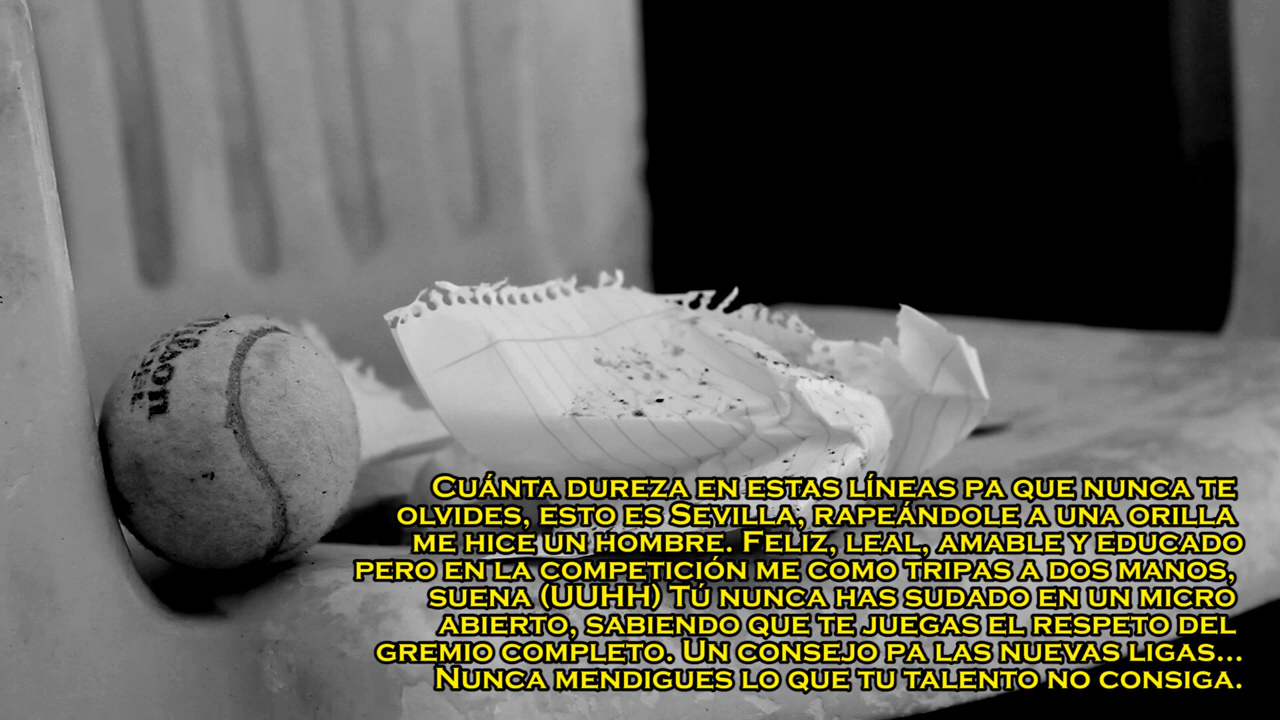 Wilson
CUÁNTA DUREZA EN ESTAS LÍNEAS PA QUE NUNCA TE
OLVIDES, ESTO ES SEVILLA, RAPEÁNDOLE A UNA ORILLA
ME HICE UN HOMBRE. FELIZ, LEAL, AMABLE Y EDUCADO
PERO EN LA COMPETICIÓN ME COMO TRIPAS A DOS MANOS,
SUENA (UUHH) TÚ NUNCA HAS SUDADO EN UN MICRO
ABIERTO, SABIENDO QUE TE JUEGAS EL RESPETO DEL
GREMIO COMPLETO. UN CONSEJO PA LAS NUEVAS LIGAS...
NUNCA MENDIGUES LO QUE TU TALENTO NO CONSIGA.